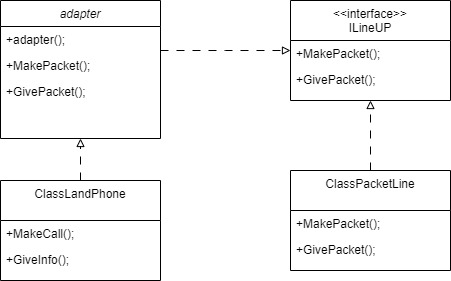 adapter
+adapter();
+MakePacket();
+GivePacket();
<<interface>>
ILineUP
+MakePacket();
+GivePacket();
ClassLandPhone
+MakeCall();
+GiveInfo();
ClassPacketLine
+MakePacket();
+GivePacket();